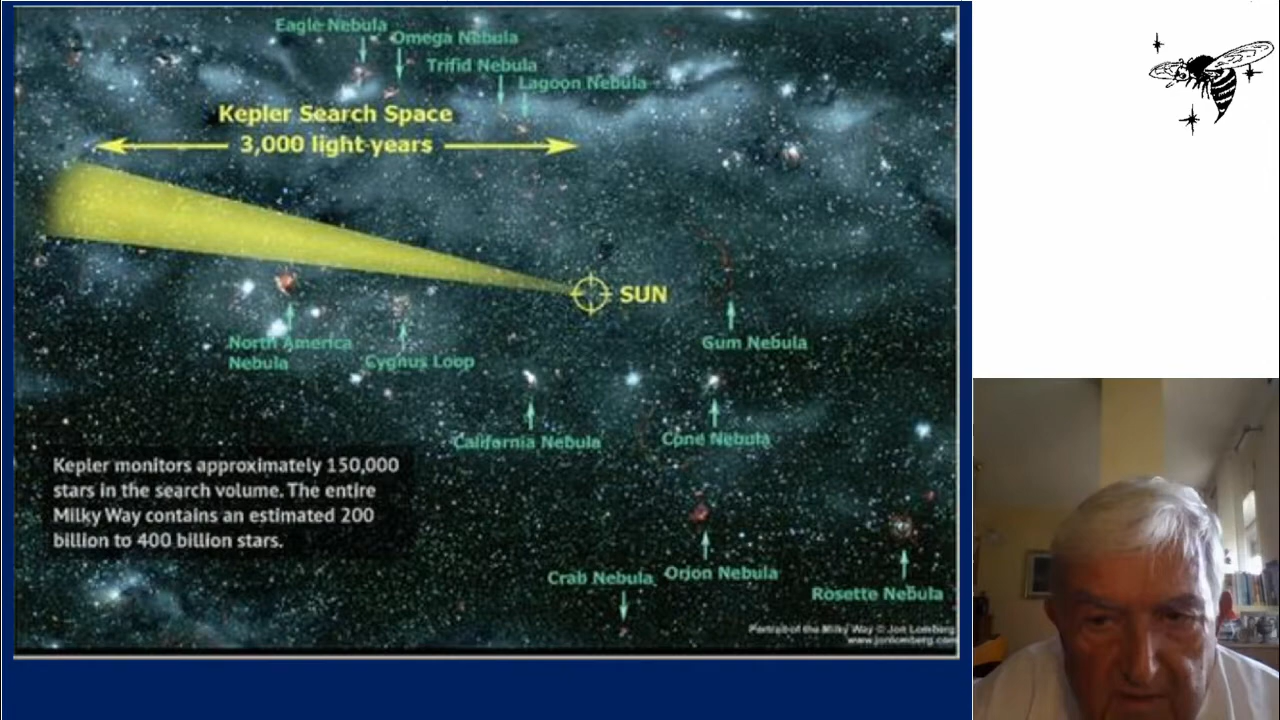 Eagle Nebula
Omega Nebula
Trifid Nebula
Lagoon Nebula
Kepler Search Space
3,000 light-years
SUN
North America
Nebula
Cygnus Loop
Gum Nebula
California Nebula
Cone Nebula
Kepler monitors approximately 150,000
stars in the search volume. The entire
Milky Way contains an estimated 200
billion to 400 billion stars.
Crab Nebula
Orion Nebula
Rosette Nebula
Portrait of the Milky Way © Jon Lomberg
www.jonlomberg.com